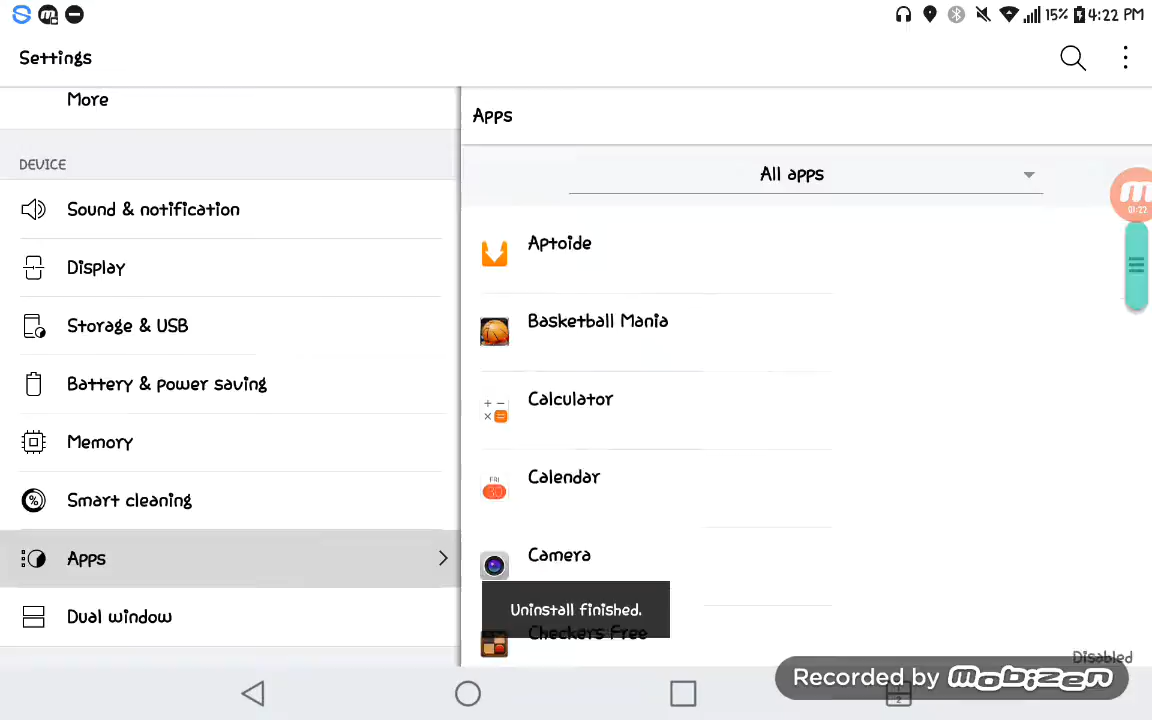 15% 4:22 PM
Settings
More
Apps
DEVICE
All apps
Sound & notification
Display
Storage & USB
Battery & power saving
Memory
Smart cleaning
Apps
Dual window
Aptoide
Basketball Mania
Calculator
FRI
Calendar
Camera
Uninstall finished.
Checkers Free
Disabled
Recorded by mobizen